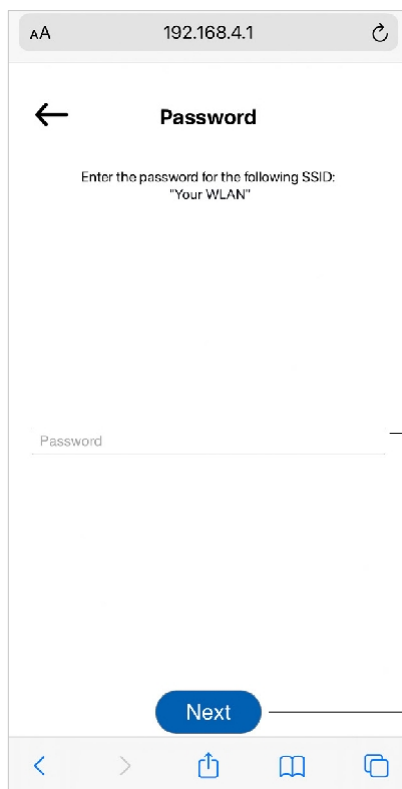 AA 192.168.4.1
Password
Enter the password for the following SSID:
"Your WLAN"
Password
Next